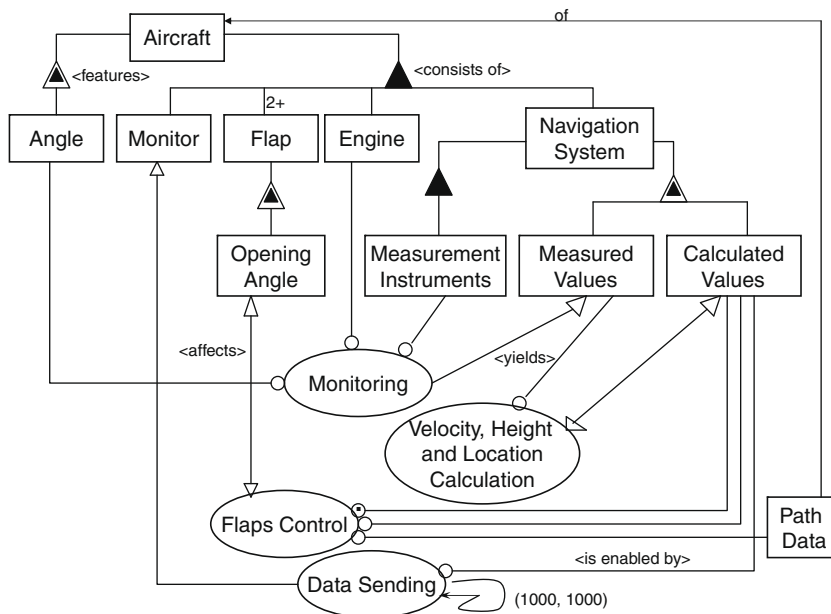 of
Aircraft
<features>
<consists of>
2+
Angle
Monitor
Flap
Engine
Navigation
System
Opening
Angle
Measurement
Instruments
Measured
Values
Calculated
Values
<affects>
Monitoring
<yields>
Velocity, Height
and Location
Calculation
Flaps Control
Path
Data
<is enabled by>
Data Sending
(1000, 1000)